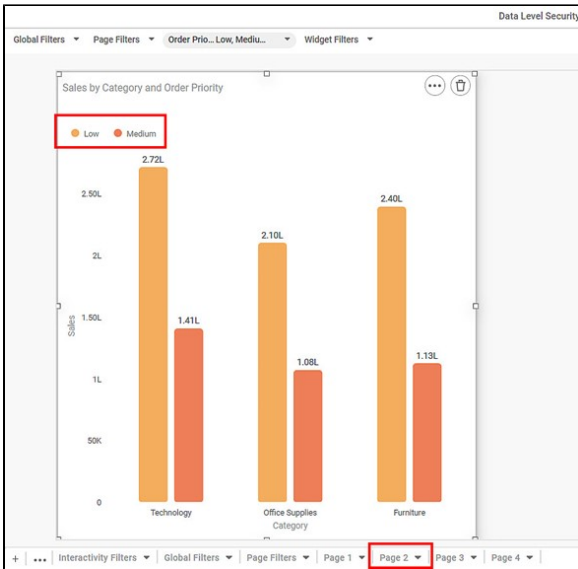 Data Level Security
Global Filters Page Filters Order Prio... Low, Mediu... Widget Filters
Sales by Category and Order Priority
Low Medium
2.72L
2.50L
2.40L
2.10L
2L
1.50L
1.41L
1.13L
1.08L
1L
50K
0
Sales
Technology Office Supplies Furniture
Category
+ ... Interactivity Filters Global Filters Page Filters Page 1 Page 2 Page 3 Page 4